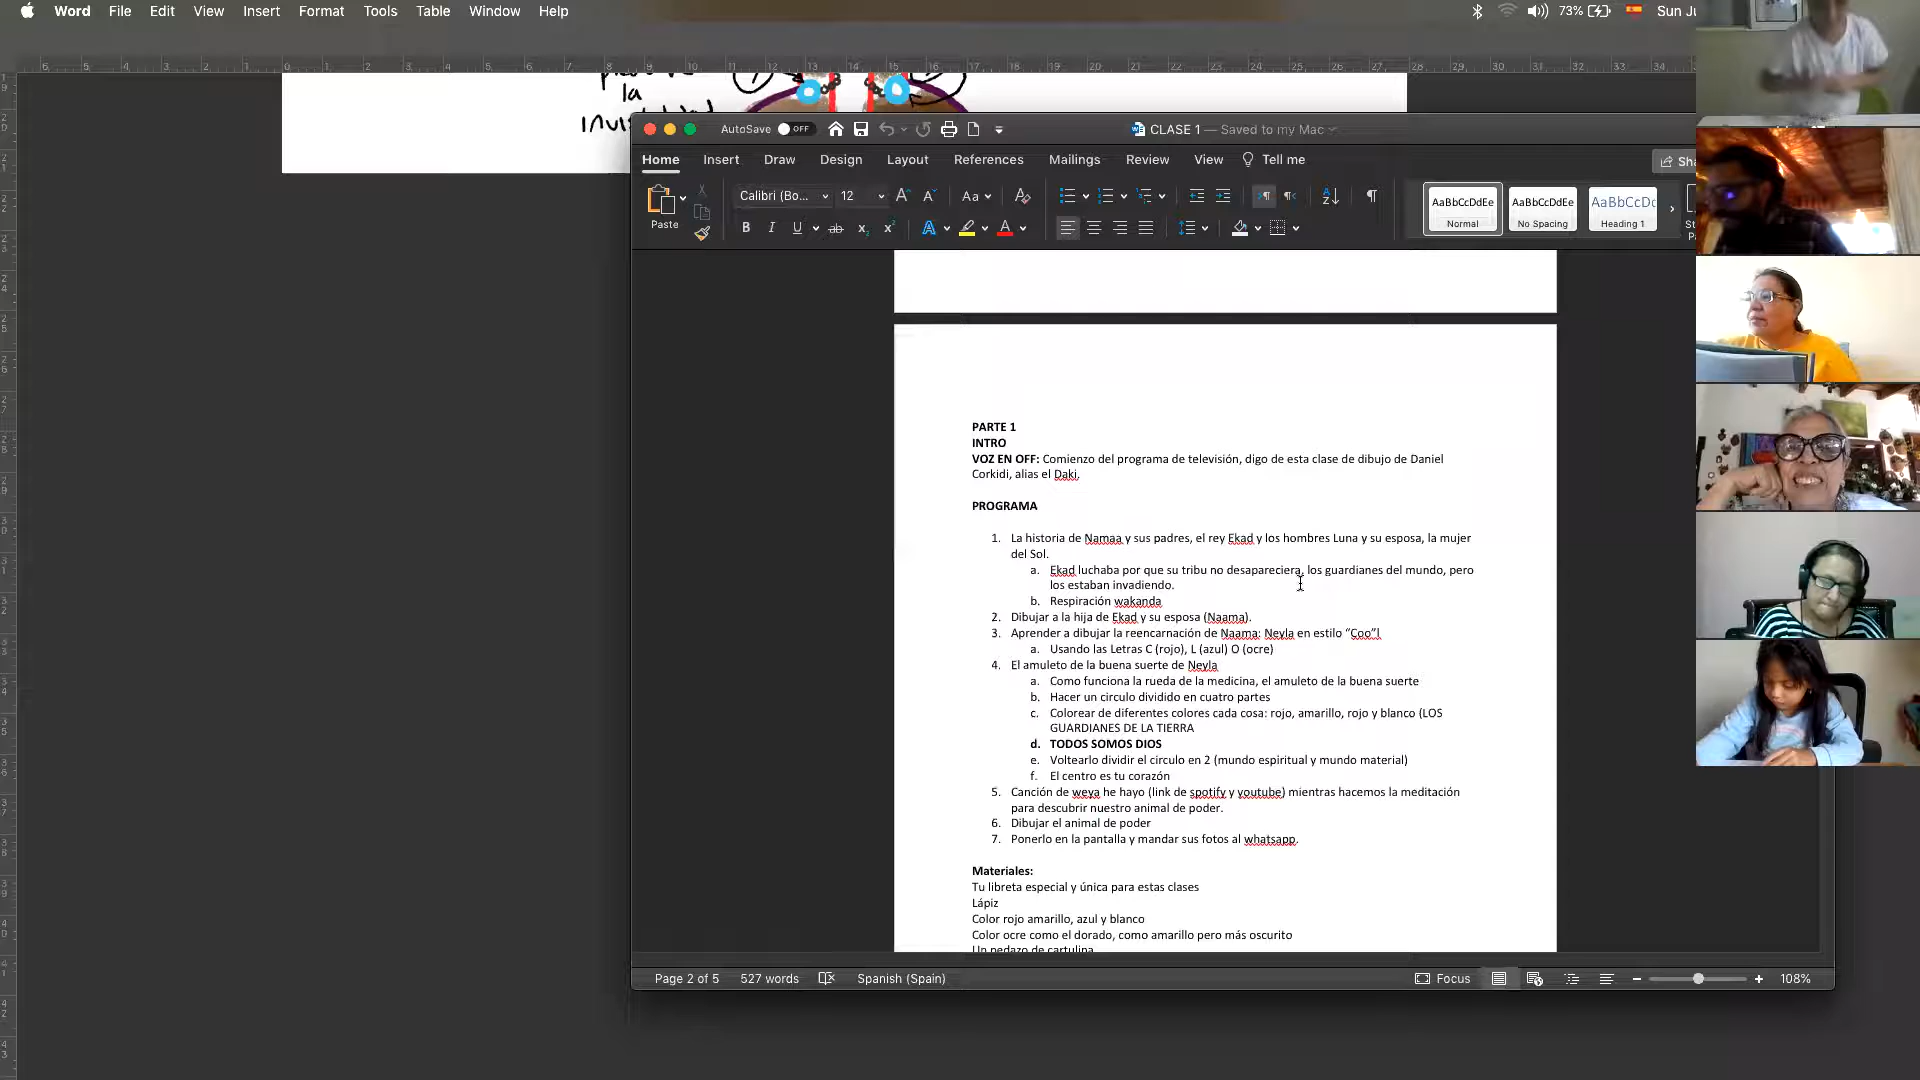 Word File Edit View Insert Format Tools Table Window Help
73% Sun Ju
la
AutoSave OFF
CLASE 1 — Saved to my Mac
Home Insert Draw Design Layout References Mailings Review View Tell me
Sha
Paste
Calibri (Bo... 12
AaBbCcDdEe AaBbCcDdEe AaBbCcDc
Normal No Spacing Heading 1
PARTE 1
INTRO
VOZ EN OFF: Comienzo del programa de televisión, digo de esta clase de dibujo de Daniel
Corkidi, alias el Daki.
PROGRAMA
1. La historia de Namaa y sus padres, el rey Ekad y los hombres Luna y su esposa, la mujer
del Sol.
a. Ekad luchaba por que su tribu no desapareciera, los guardianes del mundo, pero
los estaban invadiendo.
b. Respiración wakanda
2. Dibujar a la hija de Ekad y su esposa (Naama).
3. Aprender a dibujar la reencarnación de Naama: Neyla en estilo “Coo”l
a. Usando las Letras C (rojo), L (azul) O (ocre)
4. El amuleto de la buena suerte de Neyla
a. Como funciona la rueda de la medicina, el amuleto de la buena suerte
b. Hacer un circulo dividido en cuatro partes
c. Colorear de diferentes colores cada cosa: rojo, amarillo, rojo y blanco (LOS
GUARDIANES DE LA TIERRA
d. TODOS SOMOS DIOS
e. Voltearlo dividir el circulo en 2 (mundo espiritual y mundo material)
f. El centro es tu corazón
5. Canción de weya he hayo (link de spotify y youtube) mientras hacemos la meditación
para descubrir nuestro animal de poder.
6. Dibujar el animal de poder
7. Ponerlo en la pantalla y mandar sus fotos al whatsapp.
Materiales:
Tu libreta especial y única para estas clases
Lápiz
Color rojo amarillo, azul y blanco
Color ocre como el dorado, como amarillo pero más oscurito
Un pedazo de cartulina
Page 2 of 5 527 words Spanish (Spain) Focus 108%